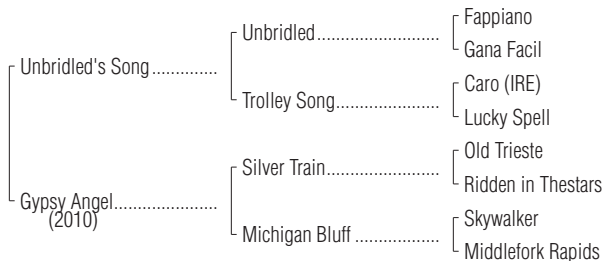 Fappiano
Unbridled
Gana Facil
Unbridled's Song
Caro (IRE)
Trolley Song
Lucky Spell
Old Trieste
Silver Train
Ridden in Thestars
Gypsy Angel
(2010)
Skywalker
Michigan Bluff
Middlefork Rapids